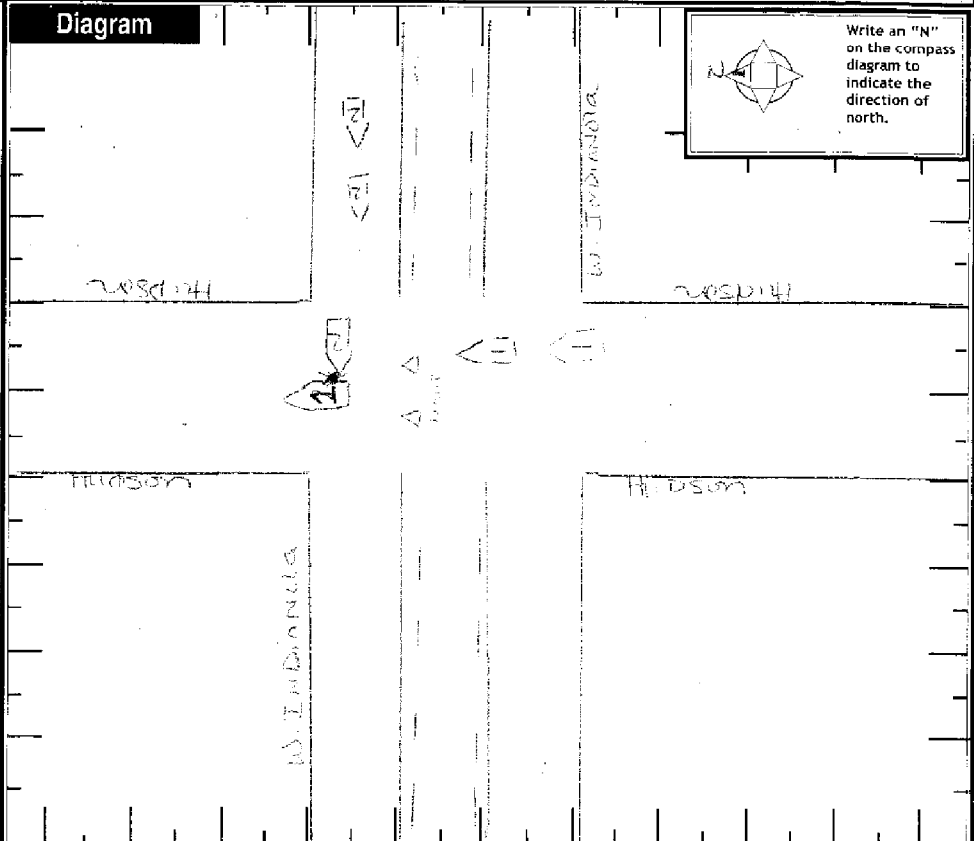 Diagram
Write an "N"
on the compass
diagram to
indicate the
direction of
north.
N
W. INDIANOLA
Hudson
Hudson
2
Hudson
Hudson
W. INDIANOLA